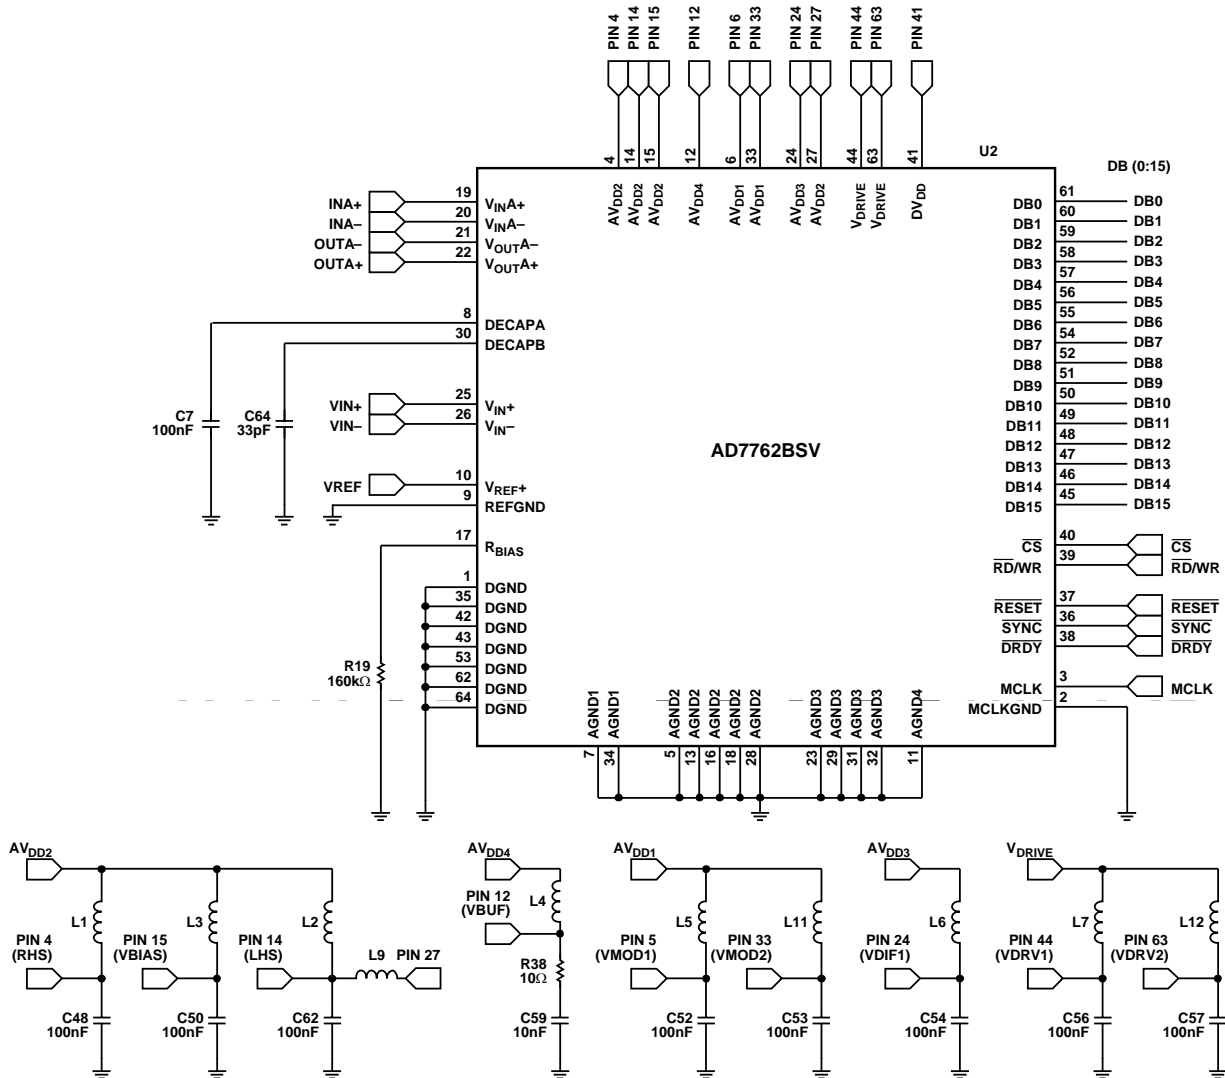 PIN 4
PIN 14
PIN 15
PIN 12
PIN 6
PIN 33
PIN 24
PIN 27
PIN 44
PIN 63
PIN 41
4
14
15
12
6
33
24
27
44
63
41
U2
DB (0:15)
AVDD2
AVDD2
AVDD2
AVDD4
AVDD1
AVDD1
AVDD3
AVDD2
VDRIVE
VDRIVE
DVDD
INA+ 19 VINA+
INA– 20 VINA–
OUTA– 21 VOUTA–
OUTA+ 22 VOUTA+
8 DECAPA
30 DECAPB
C7
100nF
C64
33pF
VIN+ 25 VIN+
VIN– 26 VIN–
VREF 10 VREF+
9 REFGND
17 RBIAS
1 DGND
35 DGND
42 DGND
43 DGND
53 DGND
62 DGND
64 DGND
R19
160kΩ
AD7762BSV
DB0 61 DB0
DB1 60 DB1
DB2 59 DB2
DB3 58 DB3
DB4 57 DB4
DB5 56 DB5
DB6 55 DB6
DB7 54 DB7
DB8 52 DB8
DB9 51 DB9
DB10 50 DB10
DB11 49 DB11
DB12 48 DB12
DB13 47 DB13
DB14 46 DB14
DB15 45 DB15
CS 40 CS
RD/WR 39 RD/WR
RESET 37 RESET
SYNC 36 SYNC
DRDY 38 DRDY
MCLK 3 MCLK
MCLKGND 2
AGND1
AGND1
AGND2
AGND2
AGND2
AGND2
AGND2
AGND3
AGND3
AGND3
AGND3
AGND4
7
34
5
13
16
18
28
23
29
31
32
11
AVDD2
L1
L3
L2
PIN 4
(RHS)
PIN 15
(VBIAS)
PIN 14
(LHS)
L9
PIN 27
C48
100nF
C50
100nF
C62
100nF
AVDD4
L4
PIN 12
(VBUF)
R38
10Ω
C59
10nF
AVDD1
L5
L11
PIN 5
(VMOD1)
PIN 33
(VMOD2)
C52
100nF
C53
100nF
AVDD3
L6
PIN 24
(VDIF1)
C54
100nF
VDRIVE
L7
L12
PIN 44
(VDRV1)
PIN 63
(VDRV2)
C56
100nF
C57
100nF